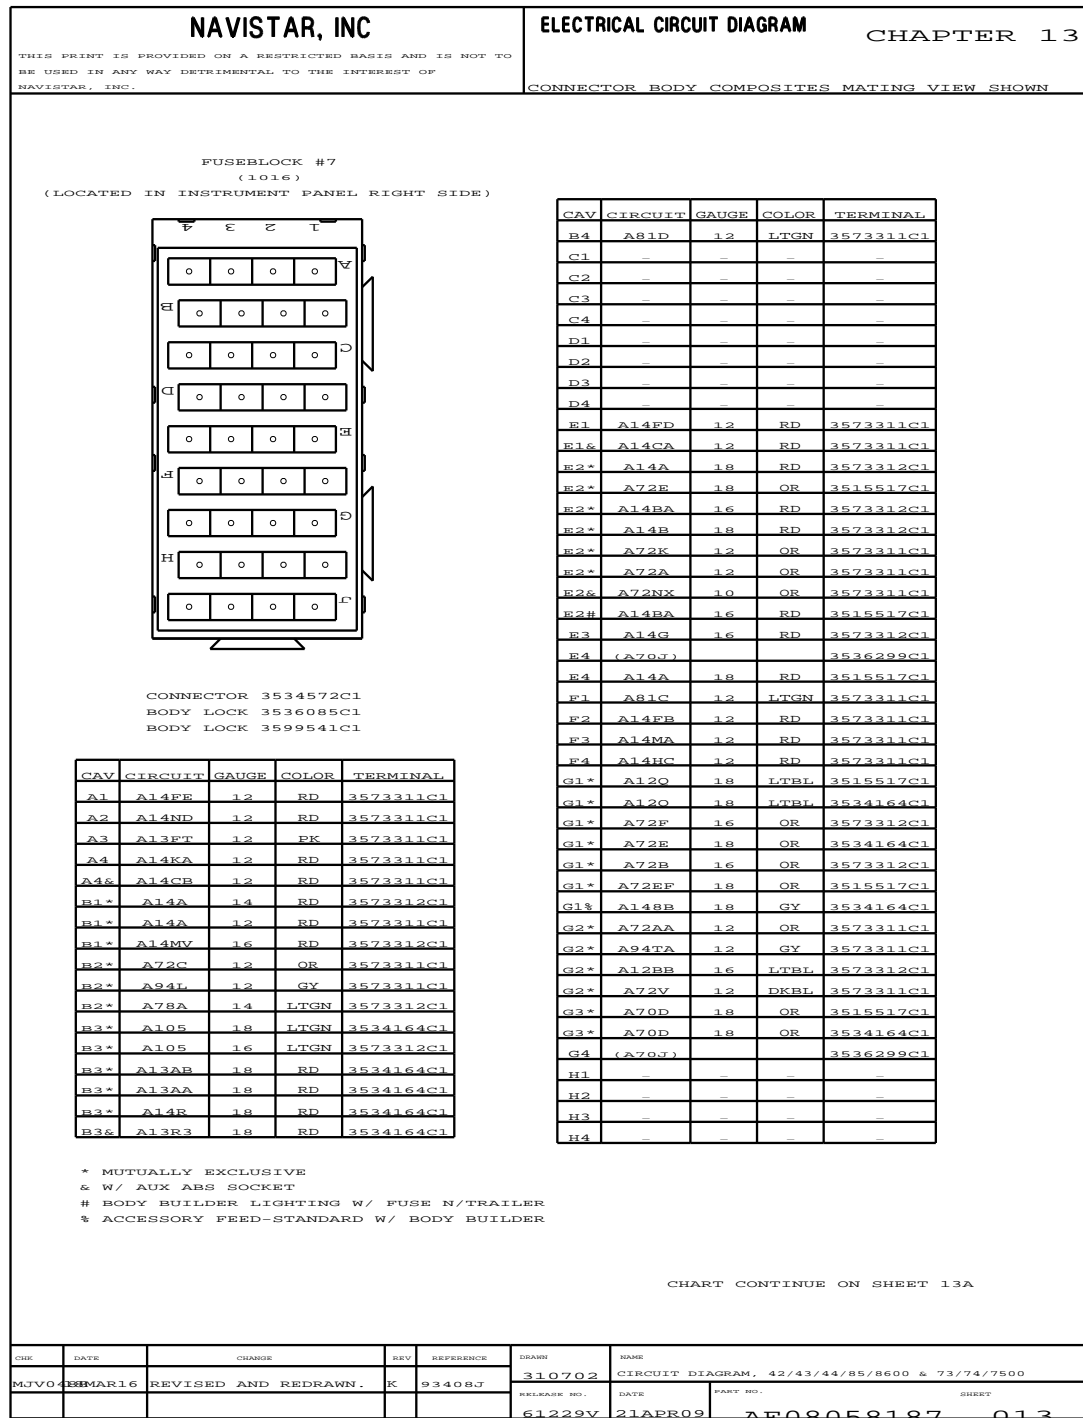 NAVISTAR, INC
THIS PRINT IS PROVIDED ON A RESTRICTED BASIS AND IS NOT TO
BE USED IN ANY WAY DETRIMENTAL TO THE INTEREST OF
NAVISTAR, INC.
ELECTRICAL CIRCUIT DIAGRAM
CHAPTER 13
CONNECTOR BODY COMPOSITES MATING VIEW SHOWN
FUSEBLOCK #7
(1016)
(LOCATED IN INSTRUMENT PANEL RIGHT SIDE)
4 3 2 1
A
B
C
D
E
F
G
H
J
CONNECTOR 3534572C1
BODY LOCK 3536085C1
BODY LOCK 3599541C1
CAV CIRCUIT GAUGE COLOR TERMINAL
A1 A14FE 12 RD 3573311C1
A2 A14ND 12 RD 3573311C1
A3 A13FT 12 PK 3573311C1
A4 A14KA 12 RD 3573311C1
A4& A14CB 12 RD 3573311C1
B1* A14A 14 RD 3573312C1
B1* A14A 12 RD 3573311C1
B1* A14MV 16 RD 3573312C1
B2* A72C 12 OR 3573311C1
B2* A94L 12 GY 3573311C1
B2* A78A 14 LTGN 3573312C1
B3* A105 18 LTGN 3534164C1
B3* A105 16 LTGN 3573312C1
B3* A13AB 18 RD 3534164C1
B3* A13AA 18 RD 3534164C1
B3* A14R 18 RD 3534164C1
B3& A13R3 18 RD 3534164C1
* MUTUALLY EXCLUSIVE
& W/ AUX ABS SOCKET
# BODY BUILDER LIGHTING W/ FUSE N/TRAILER
% ACCESSORY FEED-STANDARD W/ BODY BUILDER
CAV CIRCUIT GAUGE COLOR TERMINAL
B4 A81D 12 LTGN 3573311C1
C1 – – – –
C2 – – – –
C3 – – – –
C4 – – – –
D1 – – – –
D2 – – – –
D3 – – – –
D4 – – – –
E1 A14FD 12 RD 3573311C1
E1& A14CA 12 RD 3573311C1
E2* A14A 18 RD 3573312C1
E2* A72E 18 OR 3515517C1
E2* A14BA 16 RD 3573312C1
E2* A14B 18 RD 3573312C1
E2* A72K 12 OR 3573311C1
E2* A72A 12 OR 3573311C1
E2& A72NX 10 OR 3573311C1
E2# A14BA 16 RD 3515517C1
E3 A14G 16 RD 3573312C1
E4 (A70J) 3536299C1
E4 A14A 18 RD 3515517C1
F1 A81C 12 LTGN 3573311C1
F2 A14FB 12 RD 3573311C1
F3 A14MA 12 RD 3573311C1
F4 A14HC 12 RD 3573311C1
G1* A12Q 18 LTBL 3515517C1
G1* A12Q 18 LTBL 3534164C1
G1* A72F 16 OR 3573312C1
G1* A72E 18 OR 3534164C1
G1* A72B 16 OR 3573312C1
G1* A72EF 18 OR 3515517C1
G1% A148B 18 GY 3534164C1
G2* A72AA 12 OR 3573311C1
G2* A94TA 12 GY 3573311C1
G2* A12BB 16 LTBL 3573312C1
G2* A72V 12 DKBL 3573311C1
G3* A70D 18 OR 3515517C1
G3* A70D 18 OR 3534164C1
G4 (A70J) 3536299C1
H1 – – – –
H2 – – – –
H3 – – – –
H4 – – – –
CHART CONTINUE ON SHEET 13A
CHK DATE CHANGE REV REFERENCE
REVISED AND REDRAWN. K 93408J
DRAWN
310702
NAME
CIRCUIT DIAGRAM, 42/43/44/85/8600 & 73/74/7500
RELEASE NO.
61229V
DATE
21APR09
PART NO.
AF08058187
SHEET
013